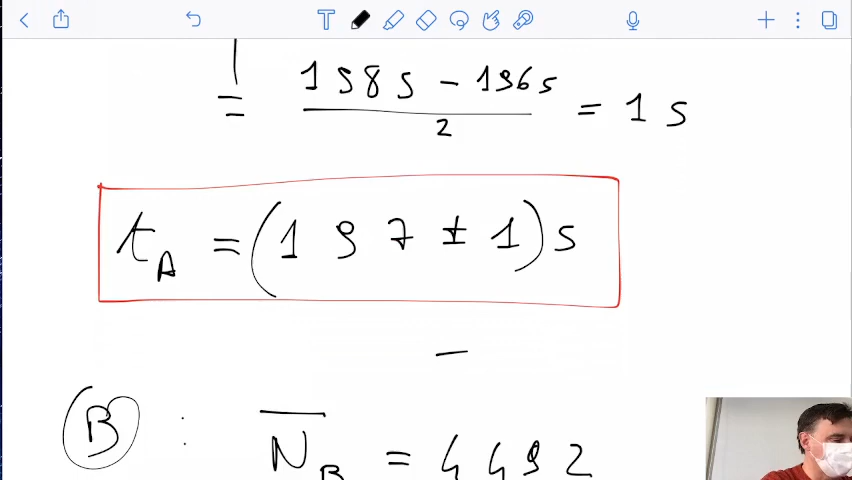 198 s - 196 s
= ――― = 1 s
2
t_A = (197 ± 1) s
—
(B) : N̅_B = 4492